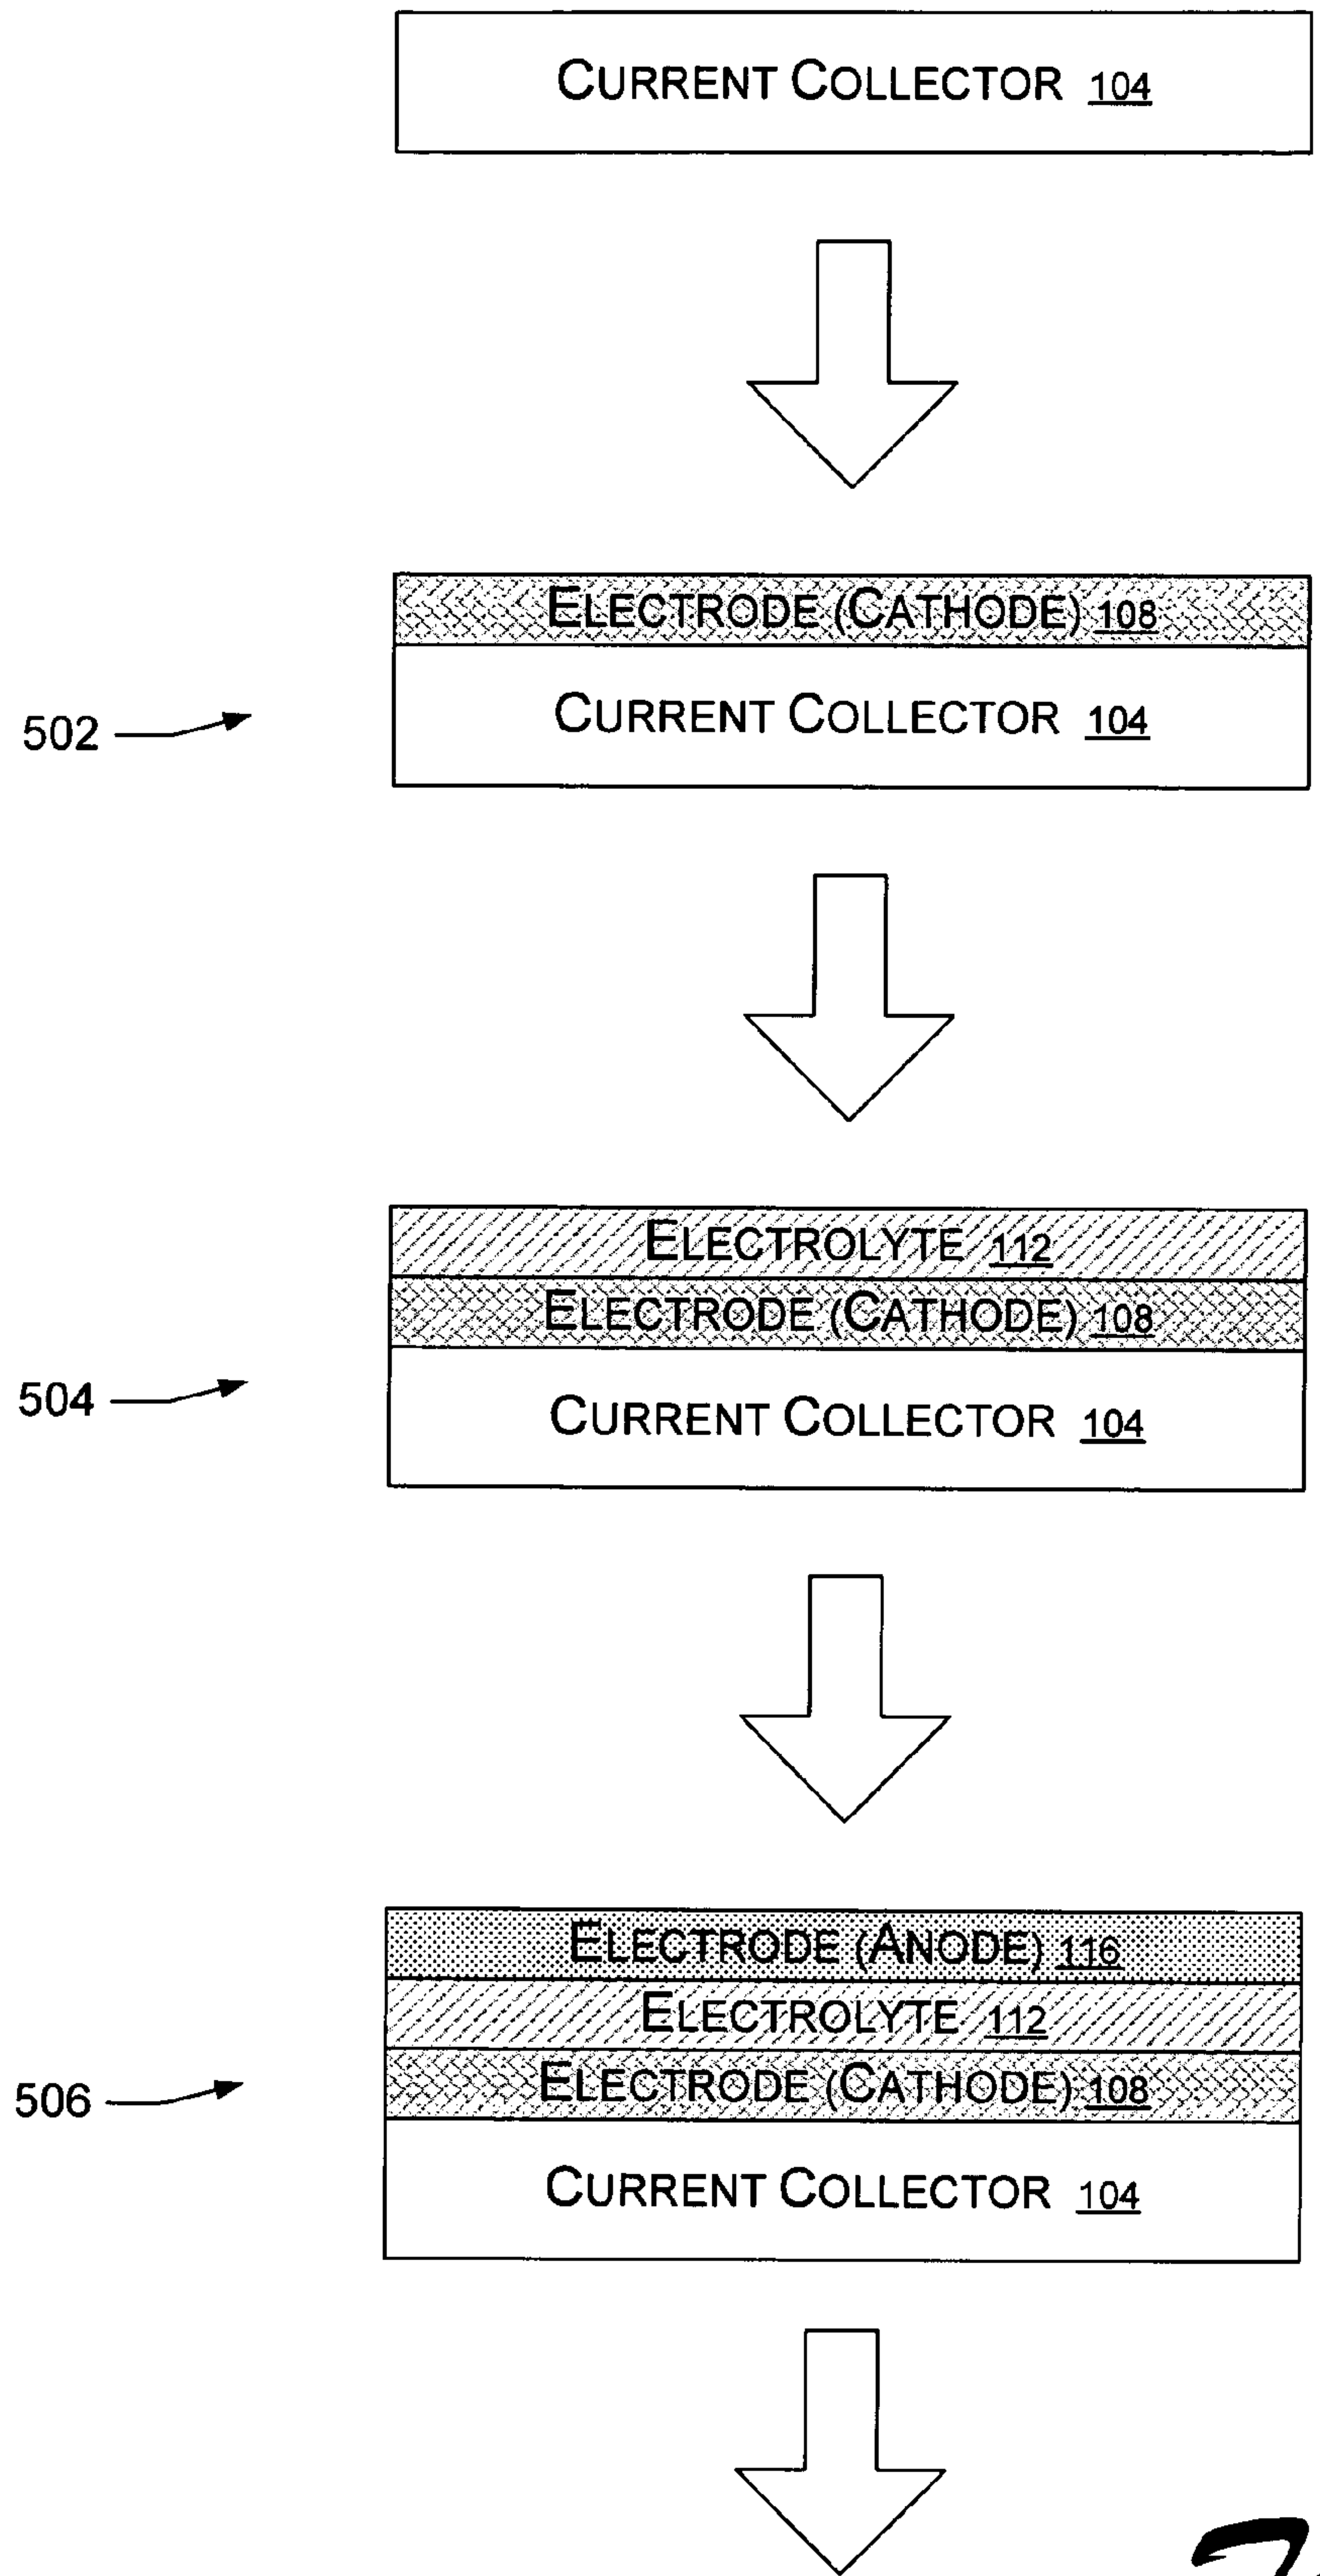 CURRENT COLLECTOR 104
ELECTRODE (CATHODE) 108
502
CURRENT COLLECTOR 104
ELECTROLYTE 112
ELECTRODE (CATHODE) 108
504
CURRENT COLLECTOR 104
ELECTRODE (ANODE) 116
ELECTROLYTE 112
506
ELECTRODE (CATHODE) 108
CURRENT COLLECTOR 104